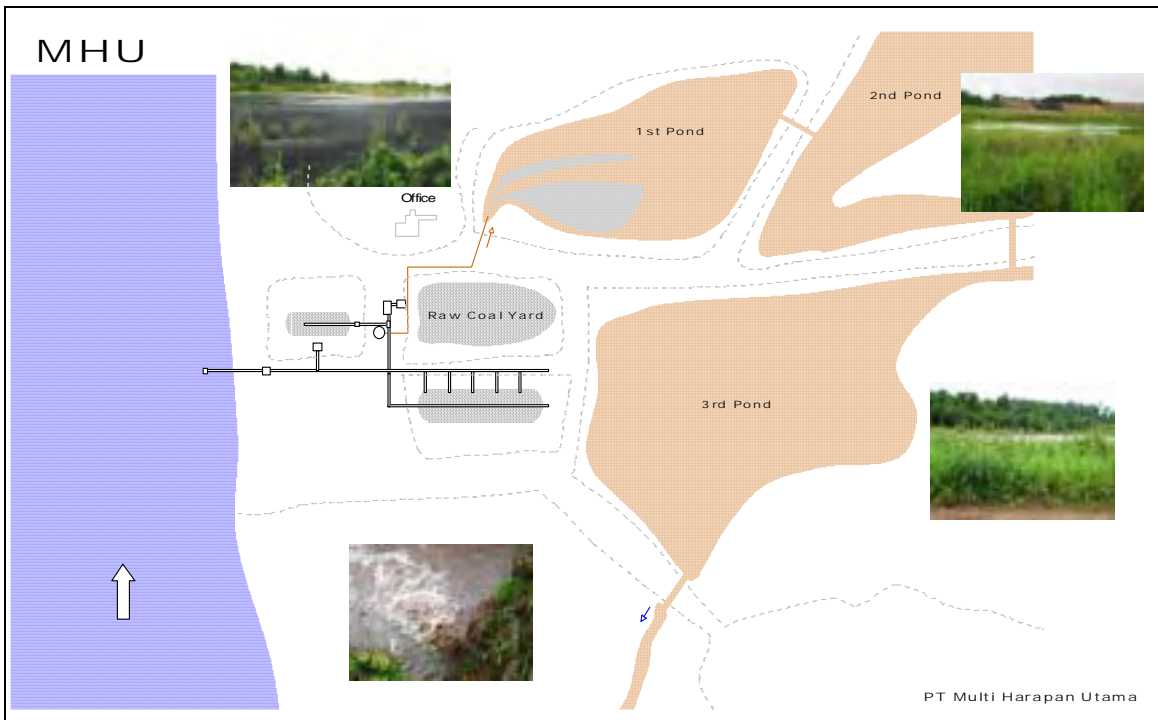 MHU
2nd Pond
1st Pond
Office
Raw Coal Yard
3rd Pond
PT Multi Harapan Utama